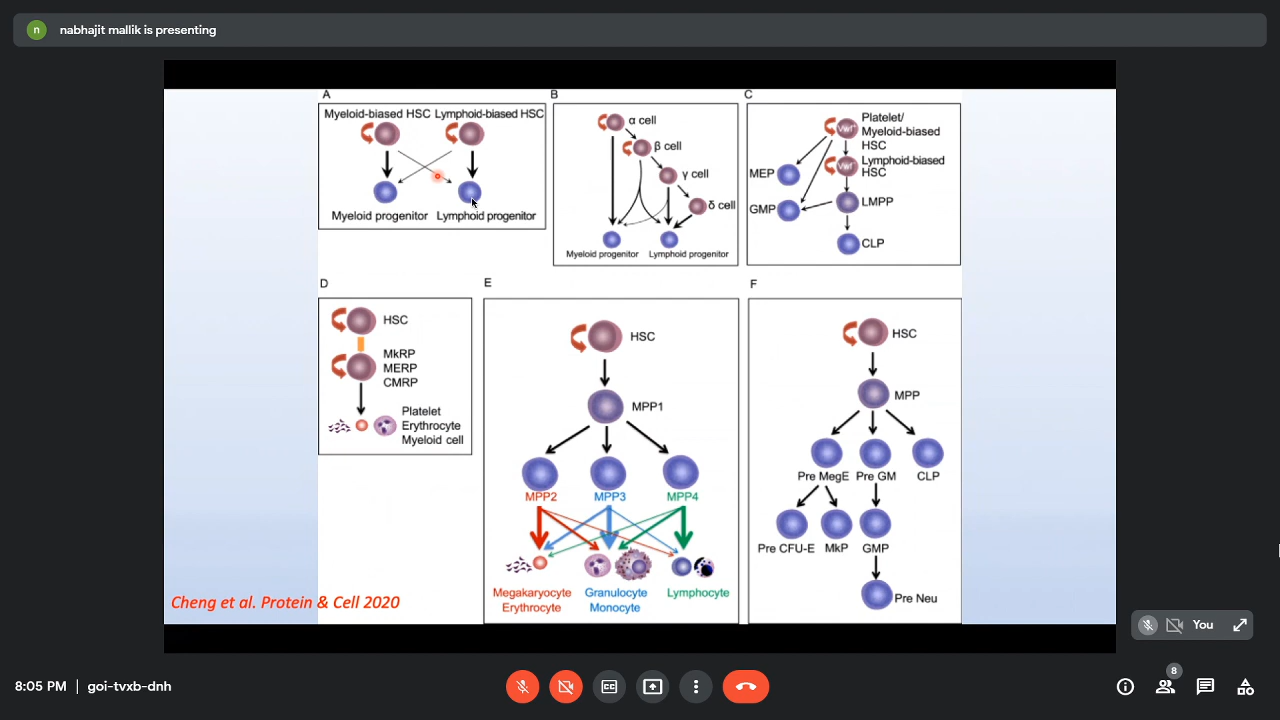 n
nabhajit mallik is presenting
A
Myeloid-biased HSC Lymphoid-biased HSC
Myeloid progenitor Lymphoid progenitor
B
α cell
β cell
γ cell
δ cell
Myeloid progenitor Lymphoid progenitor
C
Vwf⁺
Platelet/
Myeloid-biased
HSC
Vwf⁻
Lymphoid-biased
HSC
MEP
GMP
LMPP
CLP
D
HSC
MkRP
MERP
CMRP
Platelet
Erythrocyte
Myeloid cell
E
HSC
MPP1
MPP2 MPP3 MPP4
Megakaryocyte
Erythrocyte
Granulocyte
Monocyte
Lymphocyte
F
HSC
MPP
Pre MegE Pre GM CLP
Pre CFU-E MkP GMP
Pre Neu
Cheng et al. Protein & Cell 2020
You
8:05 PM | goi-tvxb-dnh
8